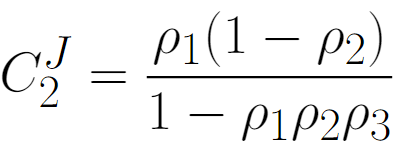 C_2^J = \frac{\rho_1(1 - \rho_2)}{1 - \rho_1\rho_2\rho_3}